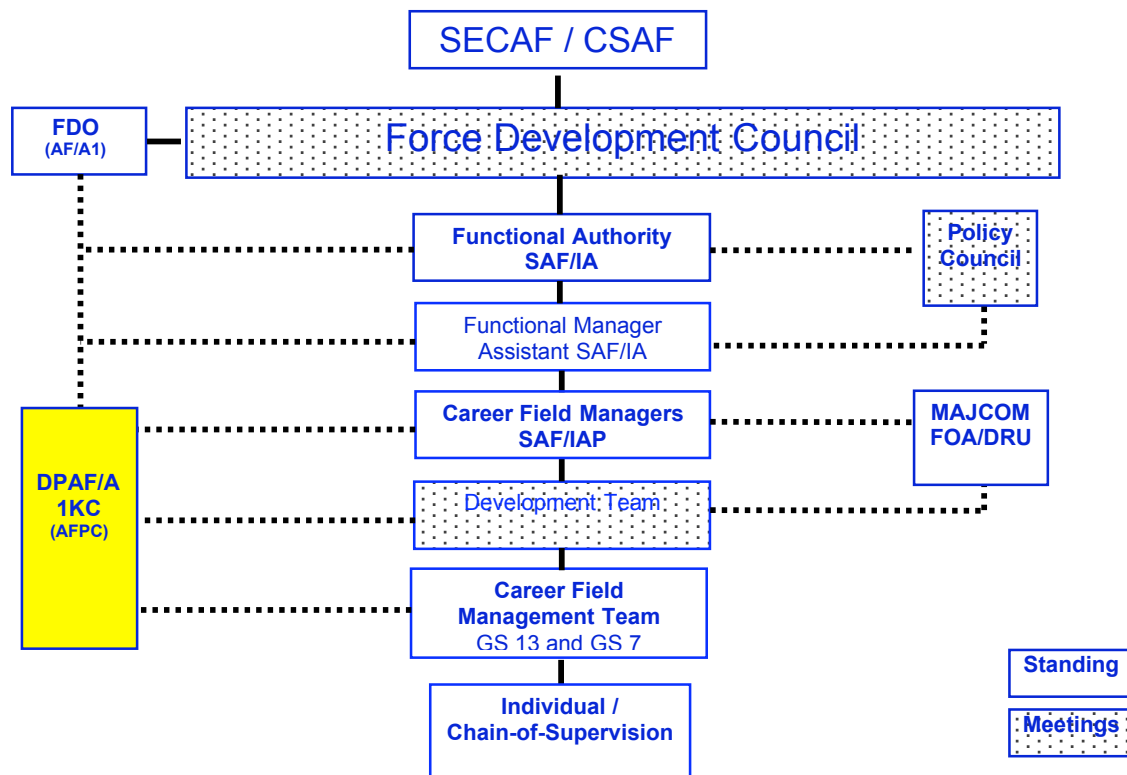 SECAF / CSAF
FDO
(AF/A1)
Force Development Council
Functional Authority
SAF/IA
Policy
Council
Functional Manager
Assistant SAF/IA
Career Field Managers
SAF/IAP
MAJCOM
FOA/DRU
DPAF/A
1KC
(AFPC)
Development Team
Career Field
Management Team
GS 13 and GS 7
Individual /
Chain-of-Supervision
Standing
Meetings